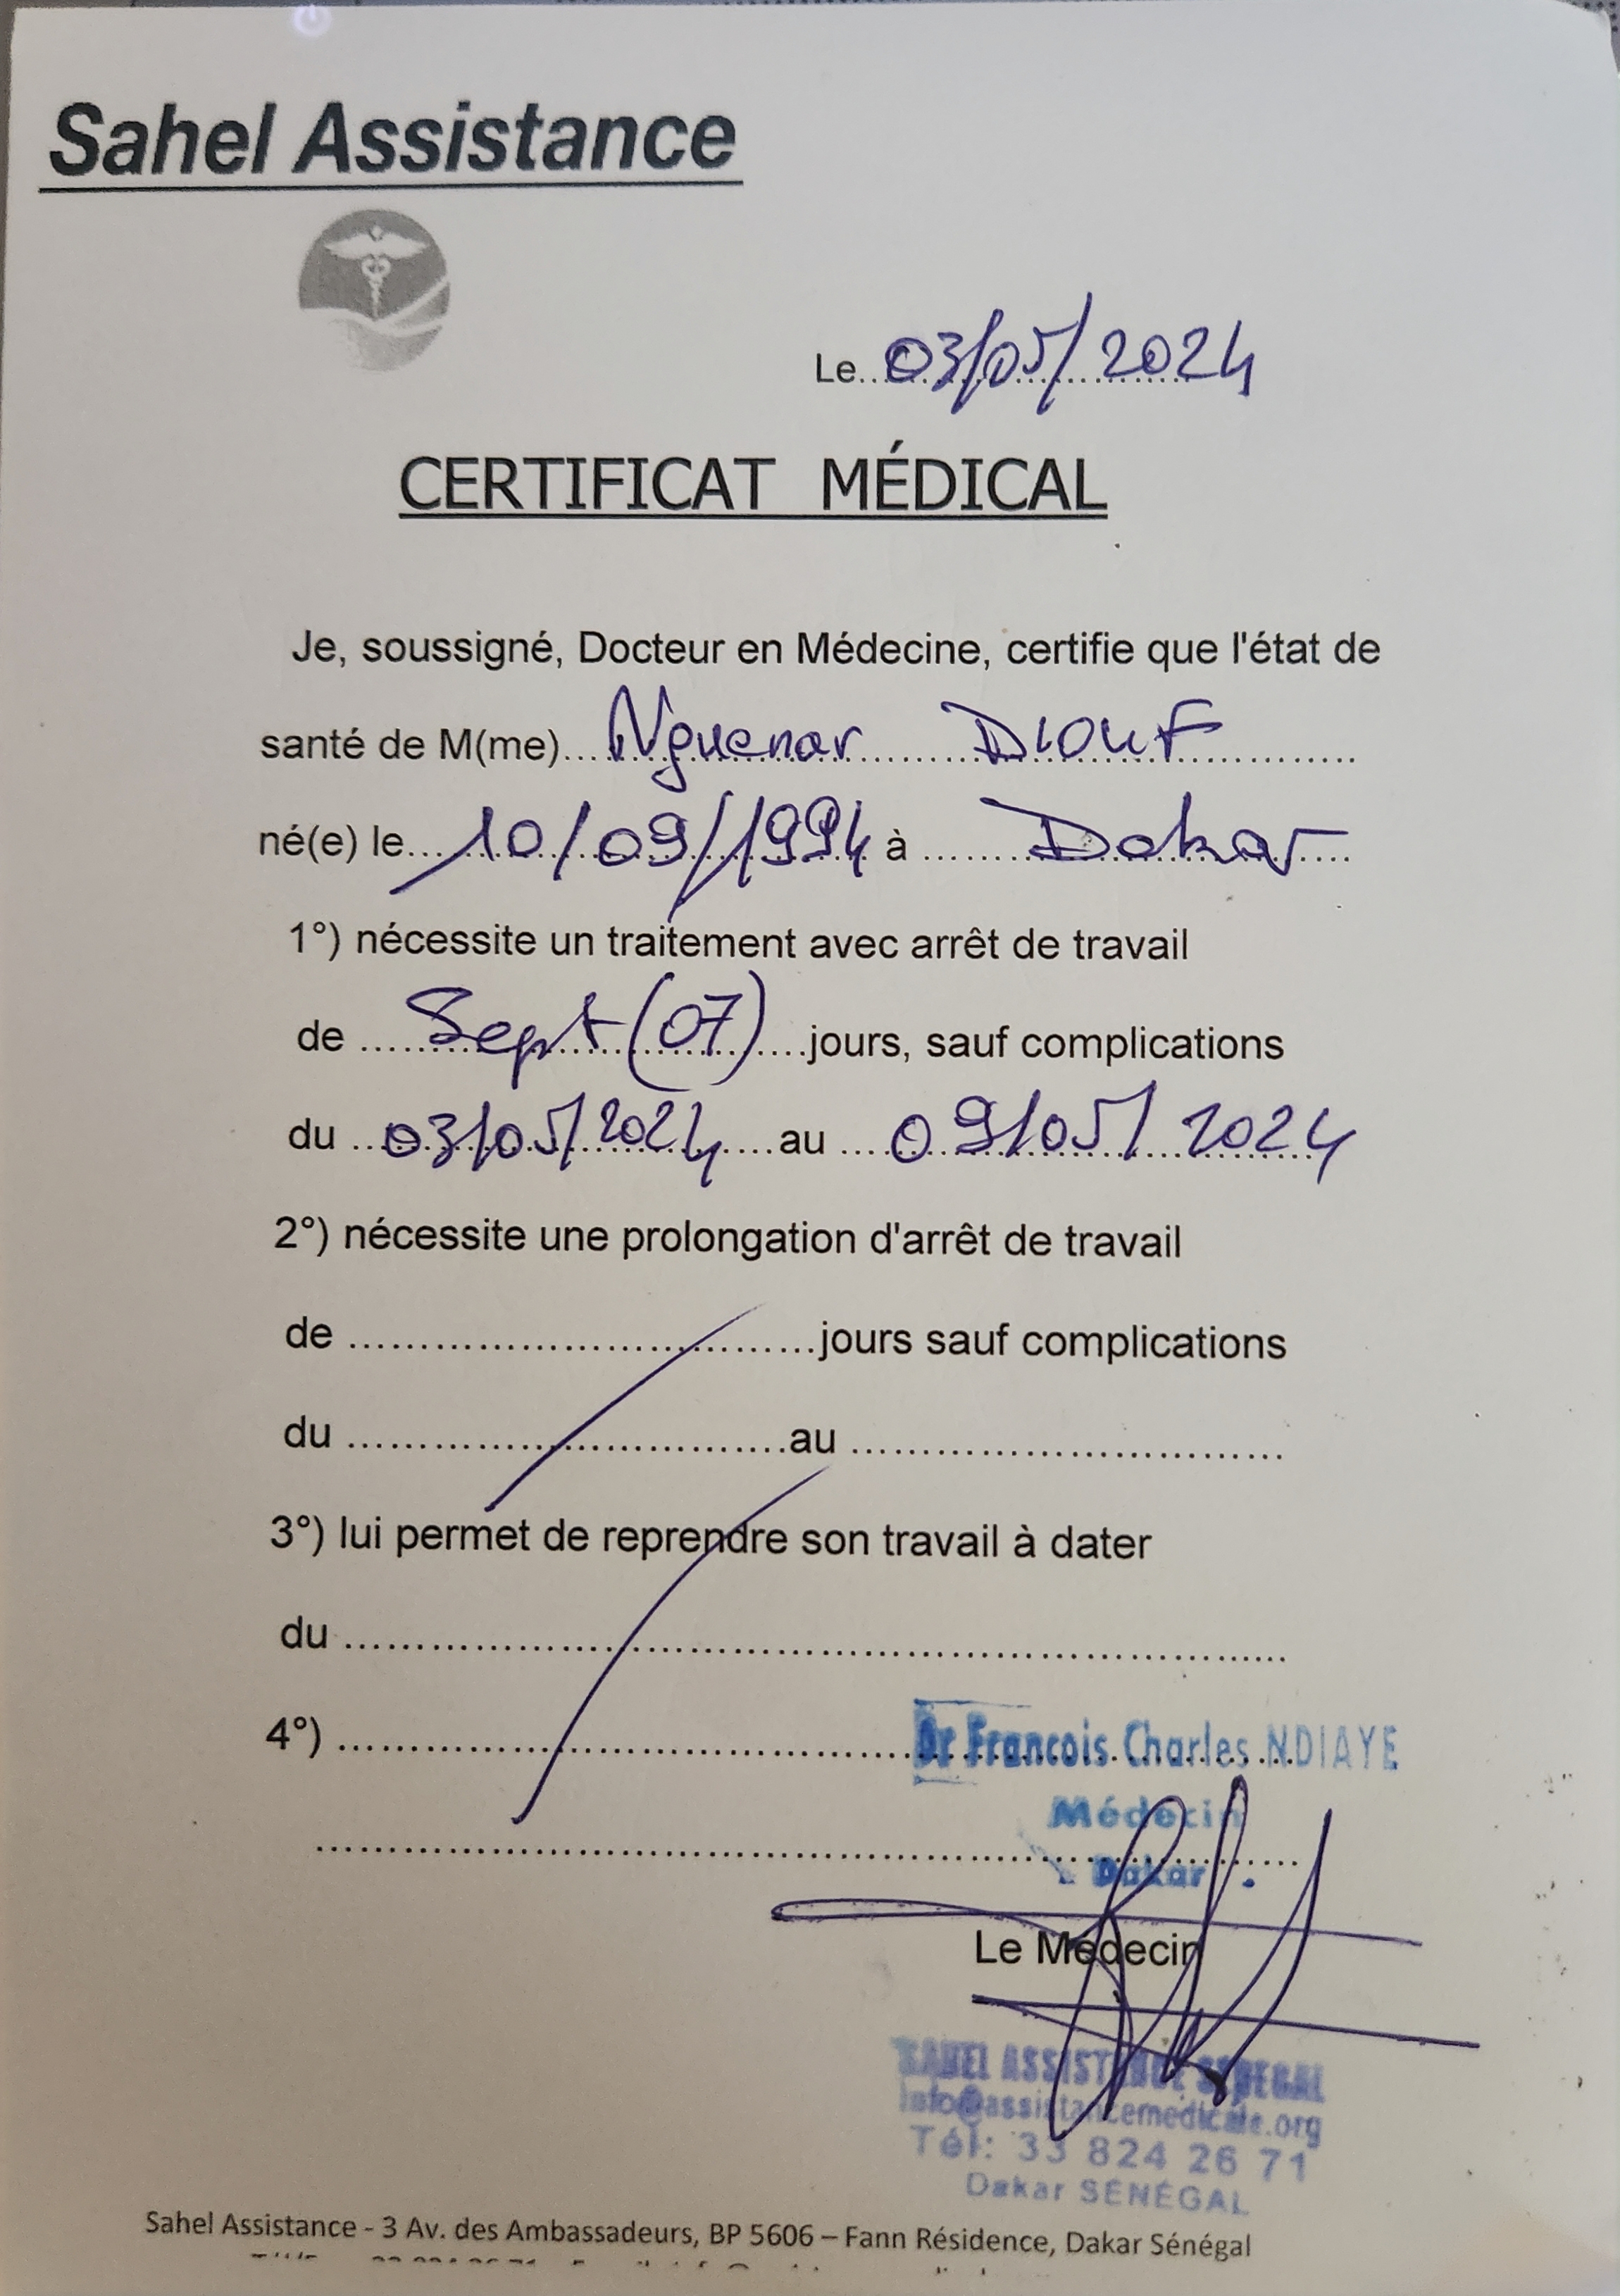 Sahel Assistance
Le..03/05/2024
CERTIFICAT MÉDICAL
Je, soussigné, Docteur en Médecine, certifie que l'état de
santé de M(me)...Nguenar DIOUF
né(e) le...10/09/1994 à ....... Dakar
1°) nécessite un traitement avec arrêt de travail
de ..... Sept (07) ....jours, sauf complications
du ...03/05/2024....au ....09/05/2024
2°) nécessite une prolongation d'arrêt de travail
de ................................jours sauf complications
du ..............................au ..............................
3°) lui permet de reprendre son travail à dater
du ................................................................
4°) ................................................................
Dr Francois Charles NDIAYE
Médecin
Dakar
Le Médecin
SAHEL ASSISTANCE SENEGAL
Info@assistancemedicale.org
Tél: 33 824 26 71
Dakar SÉNÉGAL
Sahel Assistance - 3 Av. des Ambassadeurs, BP 5606 – Fann Résidence, Dakar Sénégal